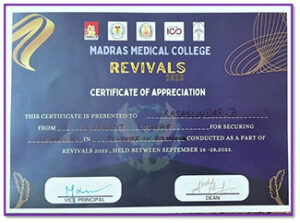 MADRAS MEDICAL COLLEGE
REVIVALS
2023
CERTIFICATE OF APPRECIATION
THIS CERTIFICATE IS PRESENTED TO
FROM FOR SECURING
IN CONDUCTED AS A PART OF
REVIVALS 2023 , HELD BETWEEN SEPTEMBER 26 -28,2023.
VICE PRINCIPAL
DEAN